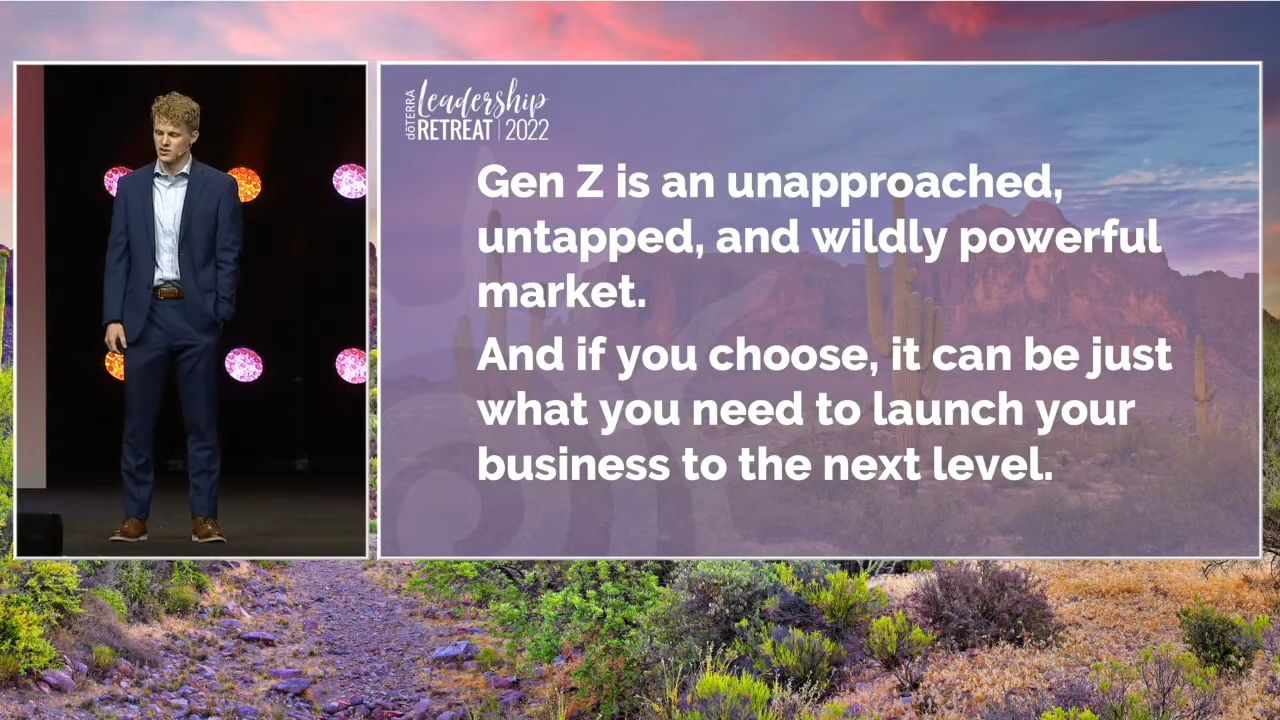 dōTERRA
Leadership
RETREAT | 2022
Gen Z is an unapproached,
untapped, and wildly powerful
market.
And if you choose, it can be just
what you need to launch your
business to the next level.